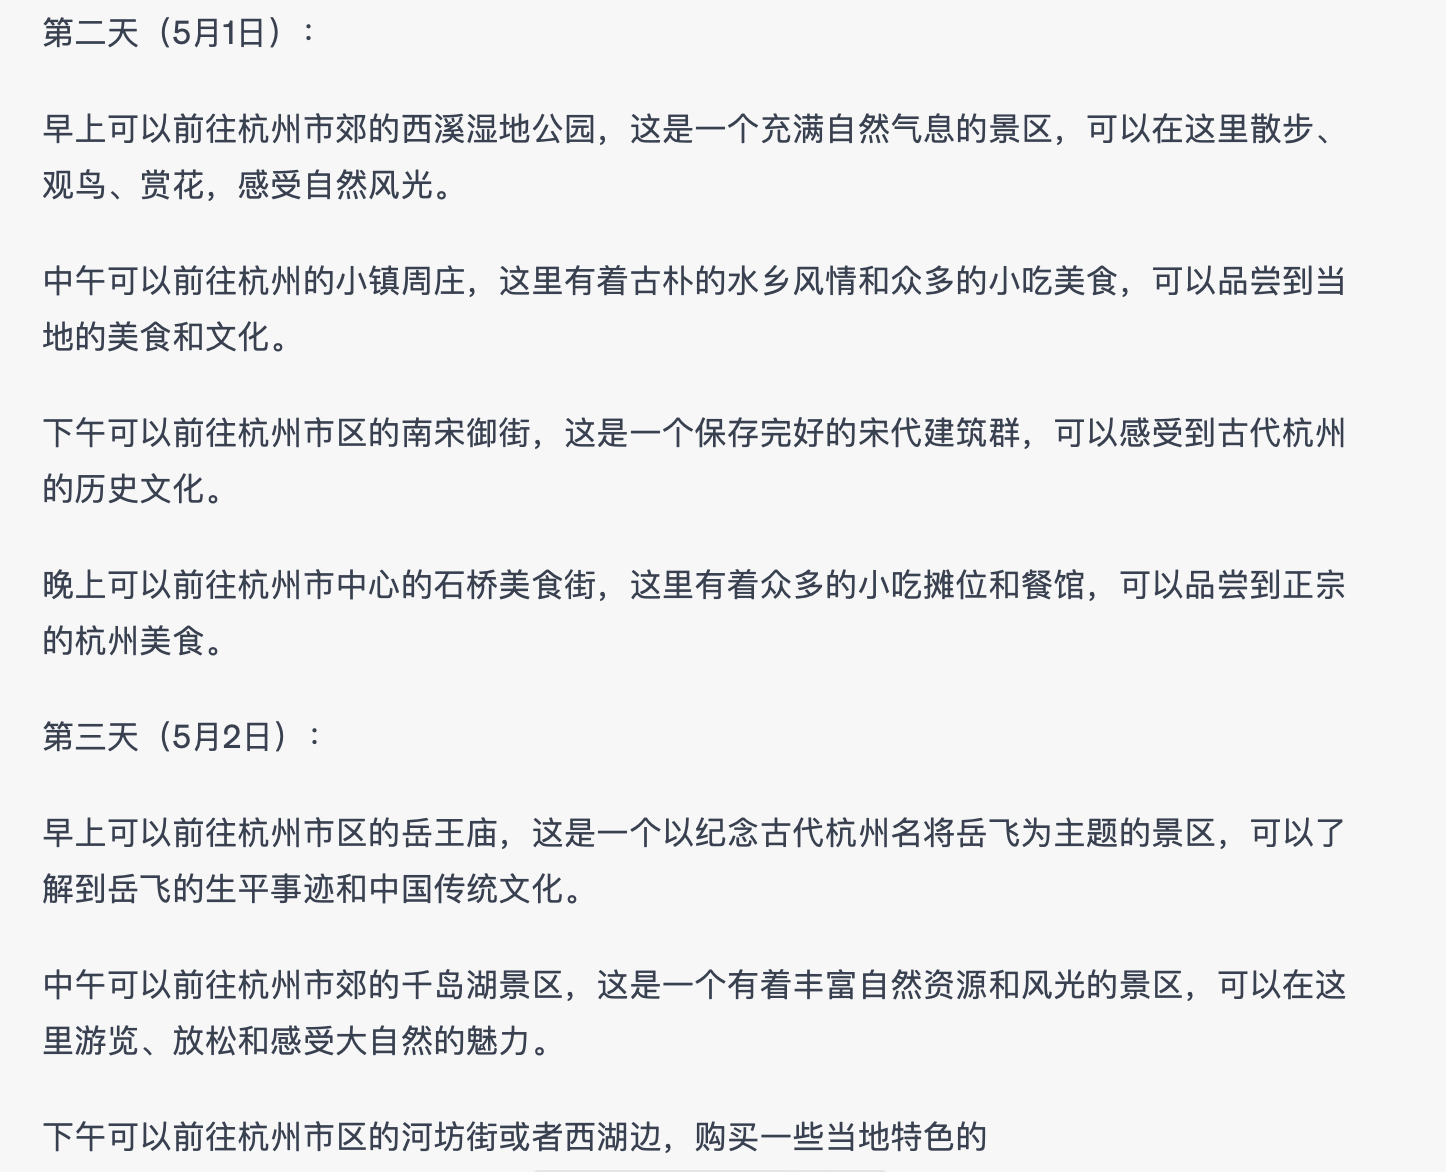 第二天（5月1日）：
早上可以前往杭州市郊的西溪湿地公园，这是一个充满自然气息的景区，可以在这里散步、
观鸟、赏花，感受自然风光。
中午可以前往杭州的小镇周庄，这里有着古朴的水乡风情和众多的小吃美食，可以品尝到当
地的美食和文化。
下午可以前往杭州市区的南宋御街，这是一个保存完好的宋代建筑群，可以感受到古代杭州
的历史文化。
晚上可以前往杭州市中心的石桥美食街，这里有着众多的小吃摊位和餐馆，可以品尝到正宗
的杭州美食。
第三天（5月2日）：
早上可以前往杭州市区的岳王庙，这是一个以纪念古代杭州名将岳飞为主题的景区，可以了
解到岳飞的生平事迹和中国传统文化。
中午可以前往杭州市郊的千岛湖景区，这是一个有着丰富自然资源和风光的景区，可以在这
里游览、放松和感受大自然的魅力。
下午可以前往杭州市区的河坊街或者西湖边，购买一些当地特色的